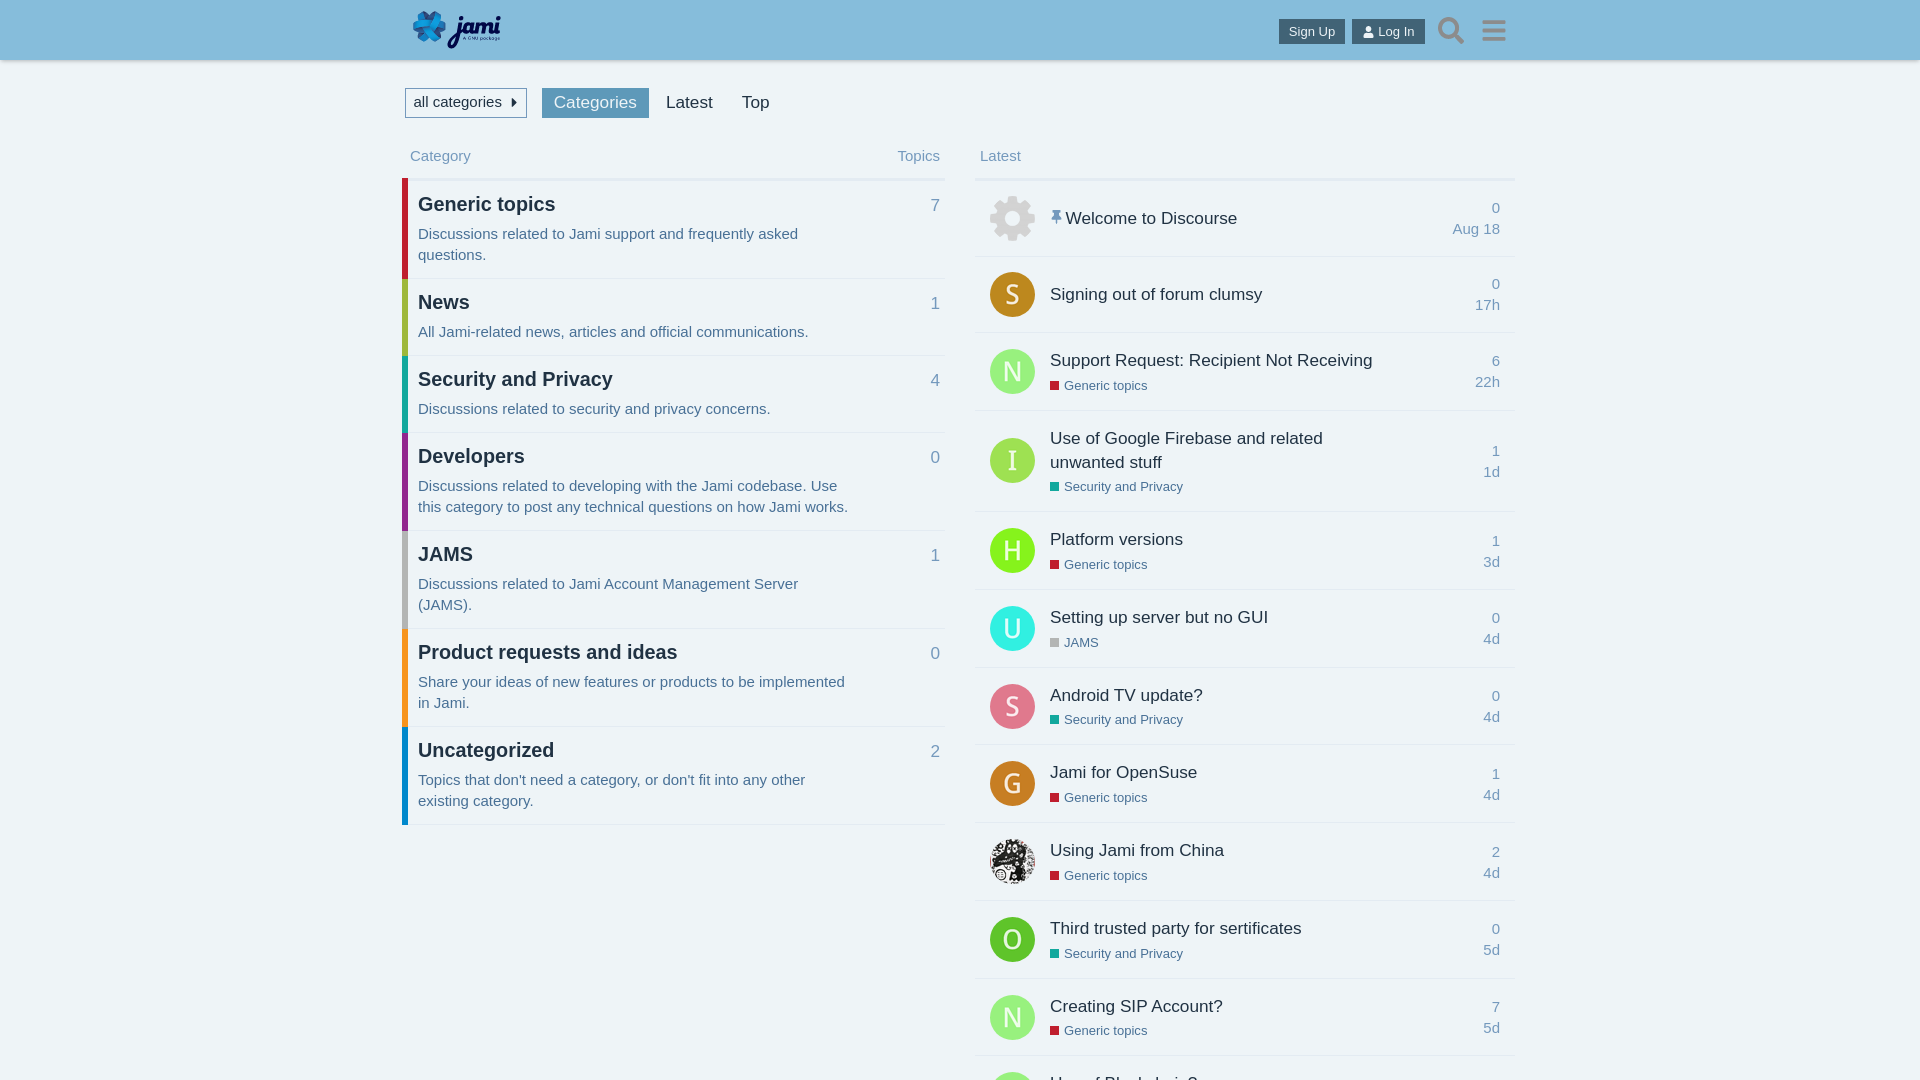 jami
A GNU package
Sign Up
Log In
all categories
Categories
Latest
Top
Category
Topics
Generic topics
7
Discussions related to Jami support and frequently asked
questions.
News
1
All Jami-related news, articles and official communications.
Security and Privacy
4
Discussions related to security and privacy concerns.
Developers
0
Discussions related to developing with the Jami codebase. Use
this category to post any technical questions on how Jami works.
JAMS
1
Discussions related to Jami Account Management Server
(JAMS).
Product requests and ideas
0
Share your ideas of new features or products to be implemented
in Jami.
Uncategorized
2
Topics that don't need a category, or don't fit into any other
existing category.
Latest
Welcome to Discourse
0
Aug 18
S
Signing out of forum clumsy
0
17h
N
Support Request: Recipient Not Receiving
Generic topics
6
22h
I
Use of Google Firebase and related
unwanted stuff
Security and Privacy
1
1d
H
Platform versions
Generic topics
1
3d
U
Setting up server but no GUI
JAMS
0
4d
S
Android TV update?
Security and Privacy
0
4d
G
Jami for OpenSuse
Generic topics
1
4d
Using Jami from China
Generic topics
2
4d
O
Third trusted party for sertificates
Security and Privacy
0
5d
N
Creating SIP Account?
Generic topics
7
5d